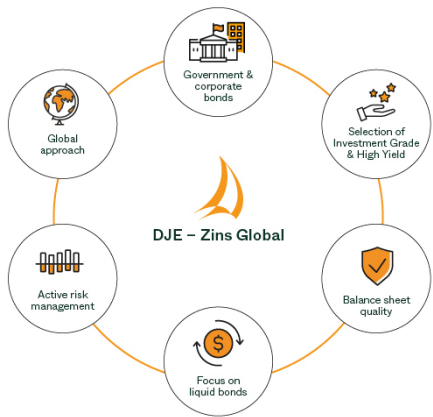 Government &
corporate
bonds
Selection of
Investment Grade
& High Yield
Balance sheet
quality
$
Focus on
liquid bonds
Active risk
management
Global
approach
DJE – Zins Global